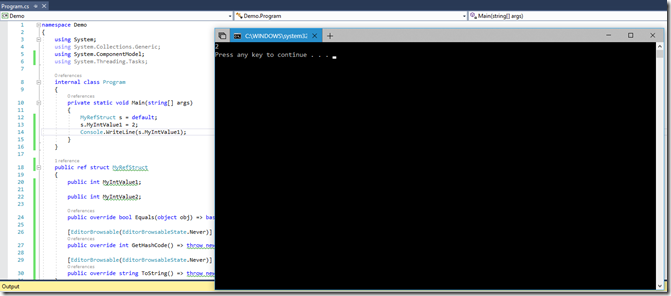 Program.cs
Demo
Demo.Program
Main(string[] args)
1 namespace Demo
2 {
3 using System;
4 using System.Collections.Generic;
5 using System.ComponentModel;
6 using System.Threading.Tasks;
7
0 references
8 internal class Program
9 {
0 references
10 private static void Main(string[] args)
11 {
12 MyRefStruct s = default;
13 s.MyIntValue1 = 2;
14 Console.WriteLine(s.MyIntValue1);
15 }
16 }
17
1 reference
18 public ref struct MyRefStruct
19 {
20 public int MyIntValue1;
21
22 public int MyIntValue2;
23
0 references
24 public override bool Equals(object obj) => bas
25
26 [EditorBrowsable(EditorBrowsableState.Never)]
0 references
27 public override int GetHashCode() => throw new
28
29 [EditorBrowsable(EditorBrowsableState.Never)]
0 references
30 public override string ToString() => throw new
Output
C:\WINDOWS\system32
2
Press any key to continue . . .